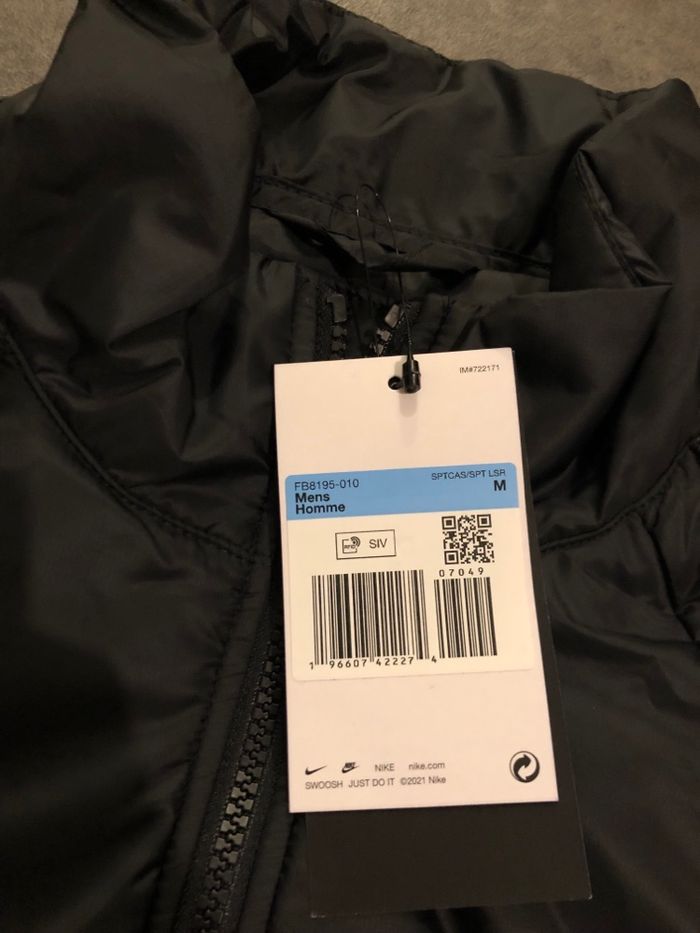 IM#722171
FB8195-010
SPTCAS/SPT LSR
Mens
M
Homme
RFID SIV
07049
1 96607 42227 4
NIKE nike.com
SWOOSH JUST DO IT ©2021 Nike